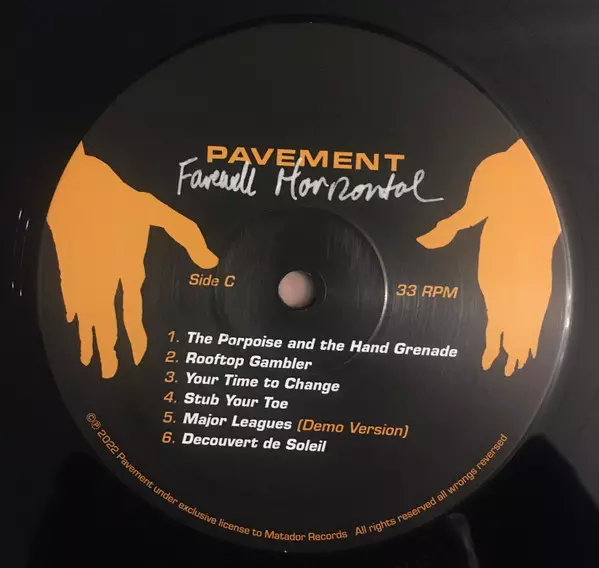 PAVEMENT
Farewell Horizontal
Side C
33 RPM
1. The Porpoise and the Hand Grenade
2. Rooftop Gambler
3. Your Time to Change
4. Stub Your Toe
5. Major Leagues (Demo Version)
6. Decouvert de Soleil
©℗ 2022 Pavement under exclusive license to Matador Records All rights reserved all wrongs reversed